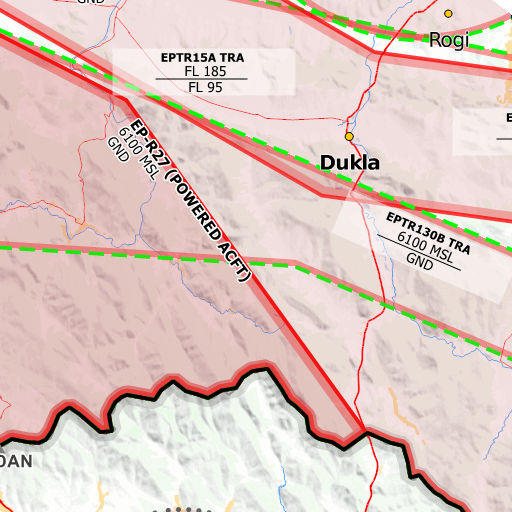 GND
Rogi
EPTR15A TRA
FL 185
FL 95
EP-R27 (POWERED ACFT)
6100 MSL
GND
Dukla
EPTR130B TRA
6100 MSL
GND